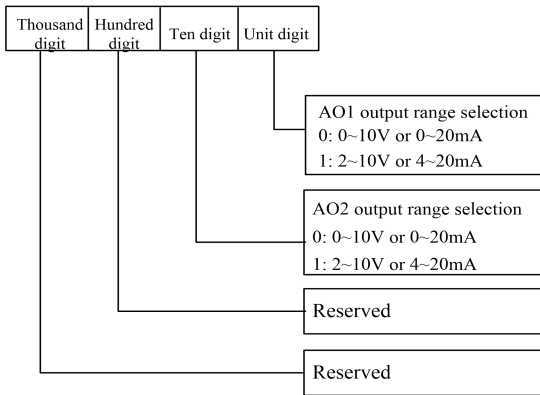 Thousand digit
Hundred digit
Ten digit
Unit digit
AO1 output range selection
0: 0~10V or 0~20mA
1: 2~10V or 4~20mA
AO2 output range selection
0: 0~10V or 0~20mA
1: 2~10V or 4~20mA
Reserved
Reserved